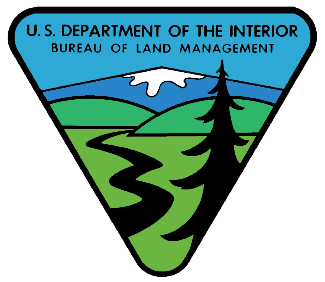 U.S. DEPARTMENT OF THE INTERIOR
BUREAU OF LAND MANAGEMENT